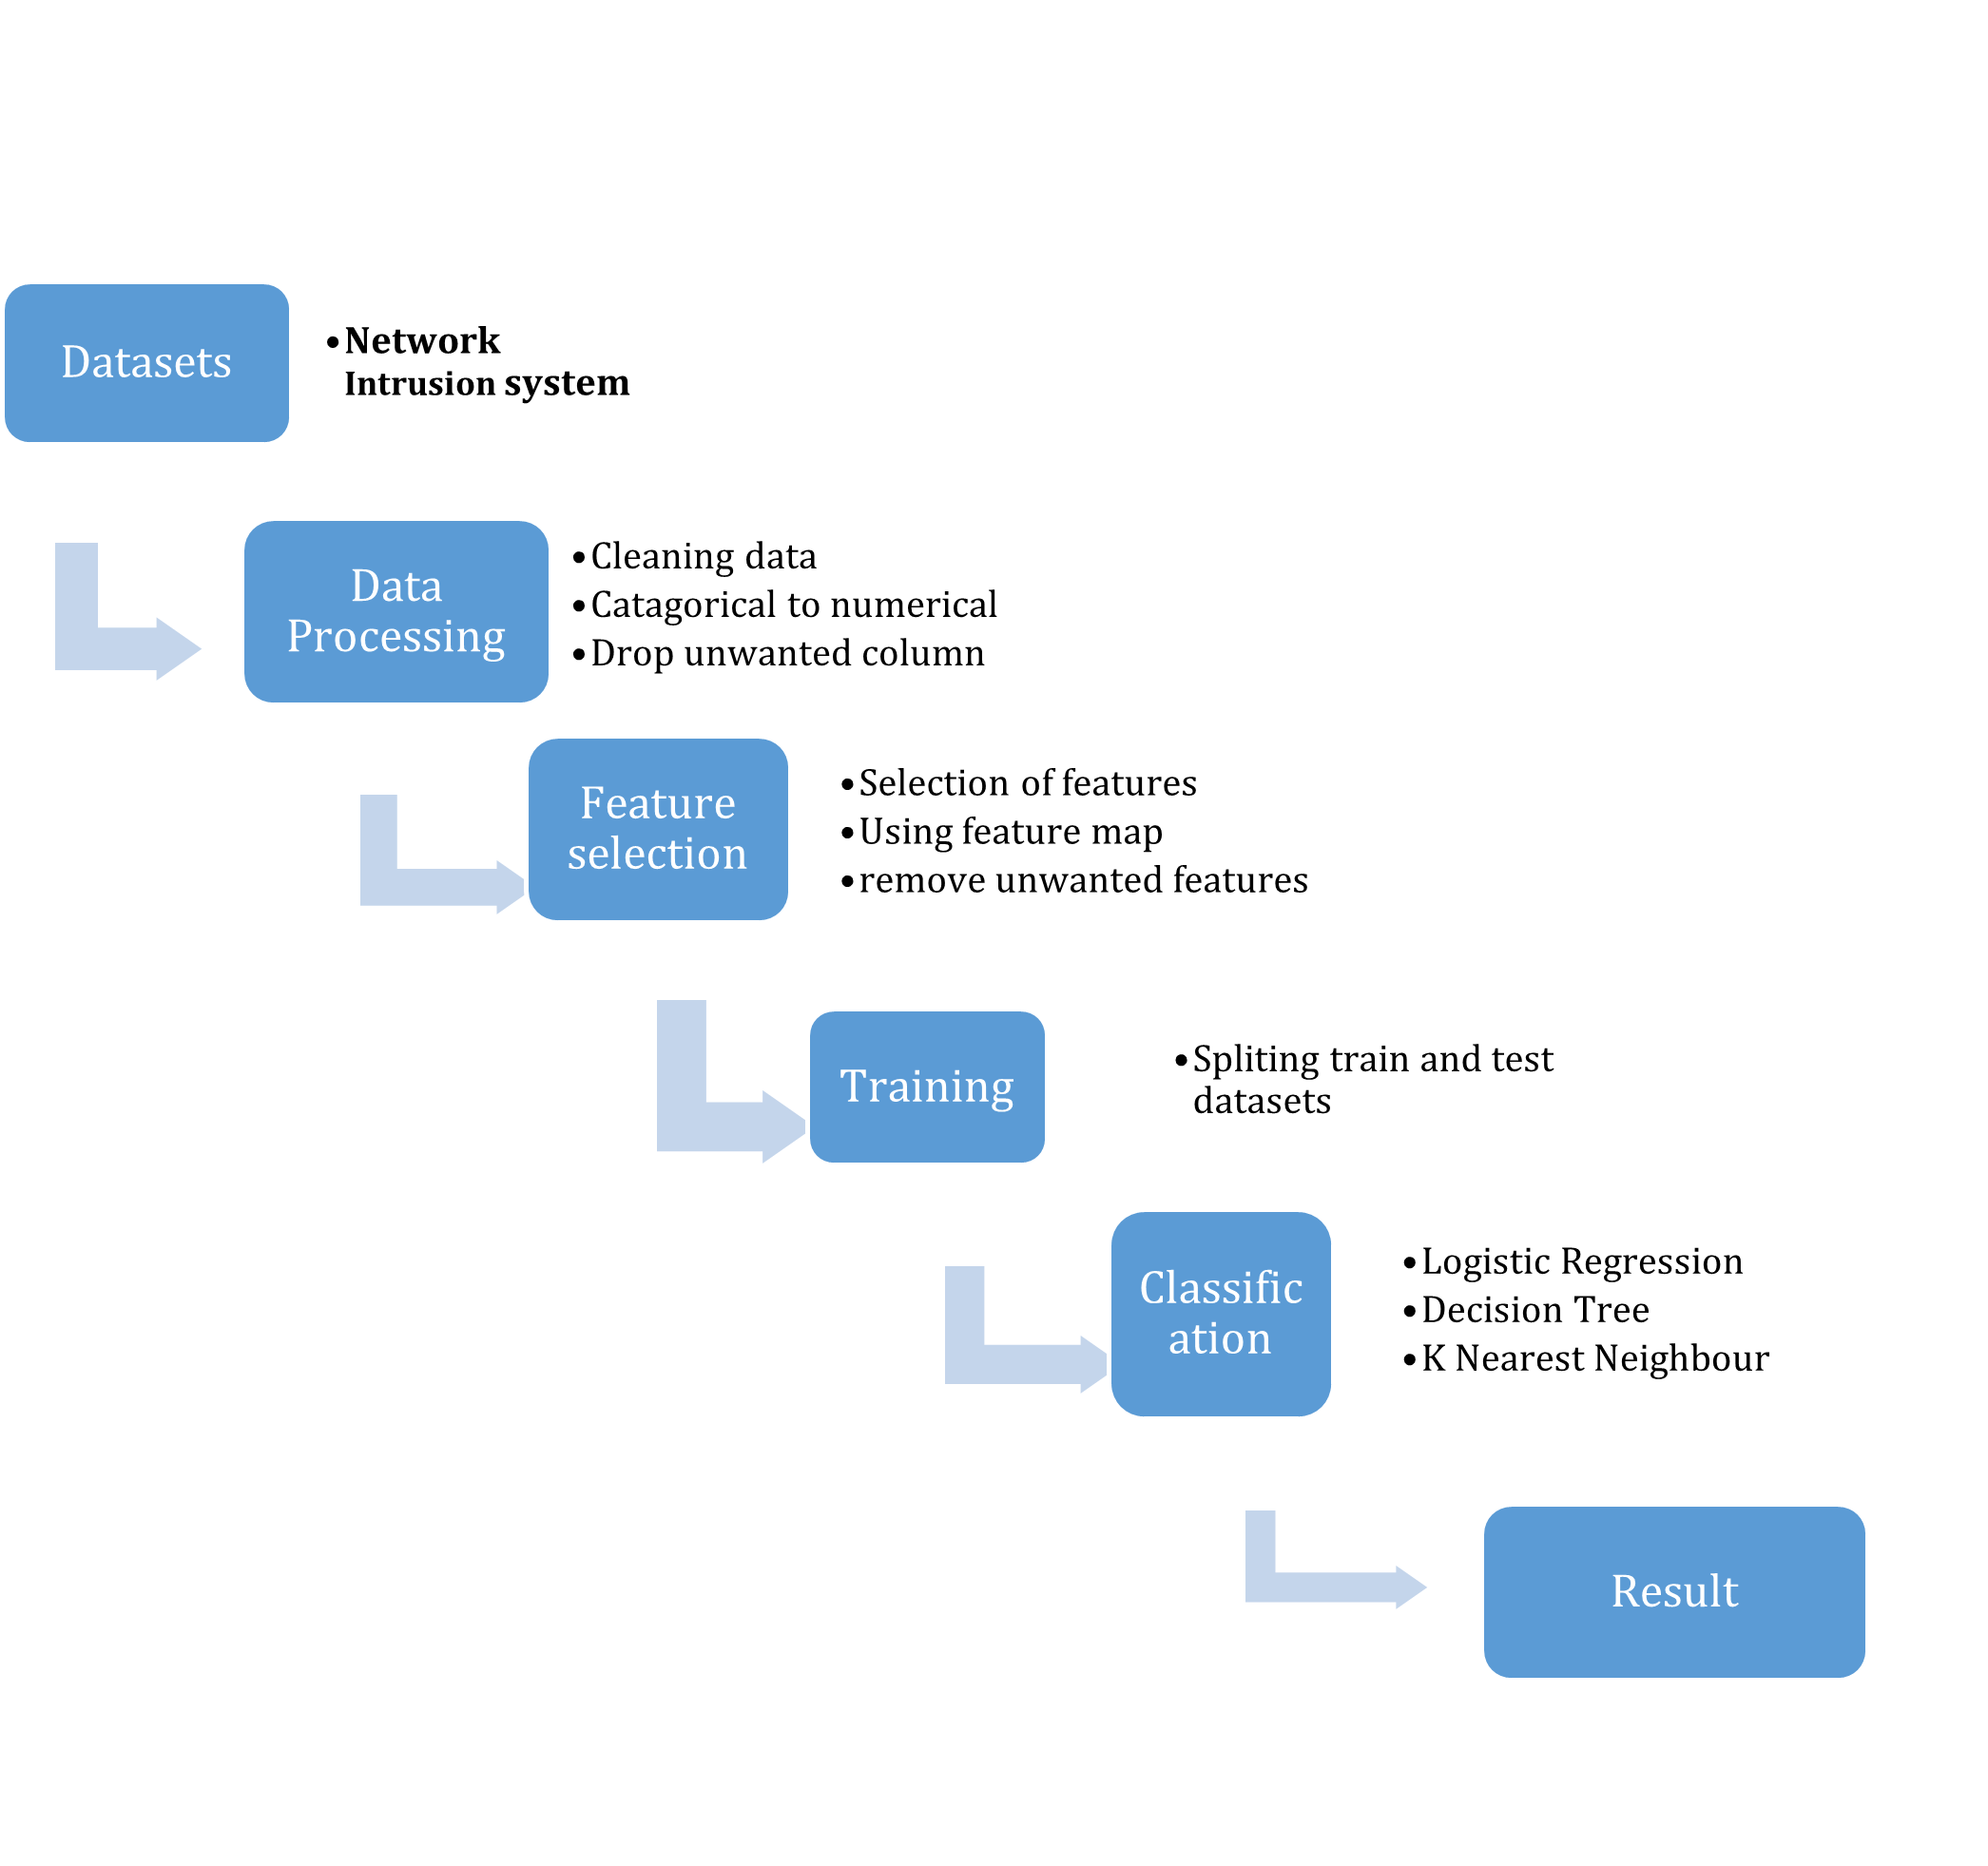 Datasets
•Network
Intrusion system
Data
Processing
•Cleaning data
•Catagorical to numerical
•Drop unwanted column
Feature
selection
•Selection of features
•Using feature map
•remove unwanted features
Training
•Spliting train and test
datasets
Classific
ation
•Logistic Regression
•Decision Tree
•K Nearest Neighbour
Result